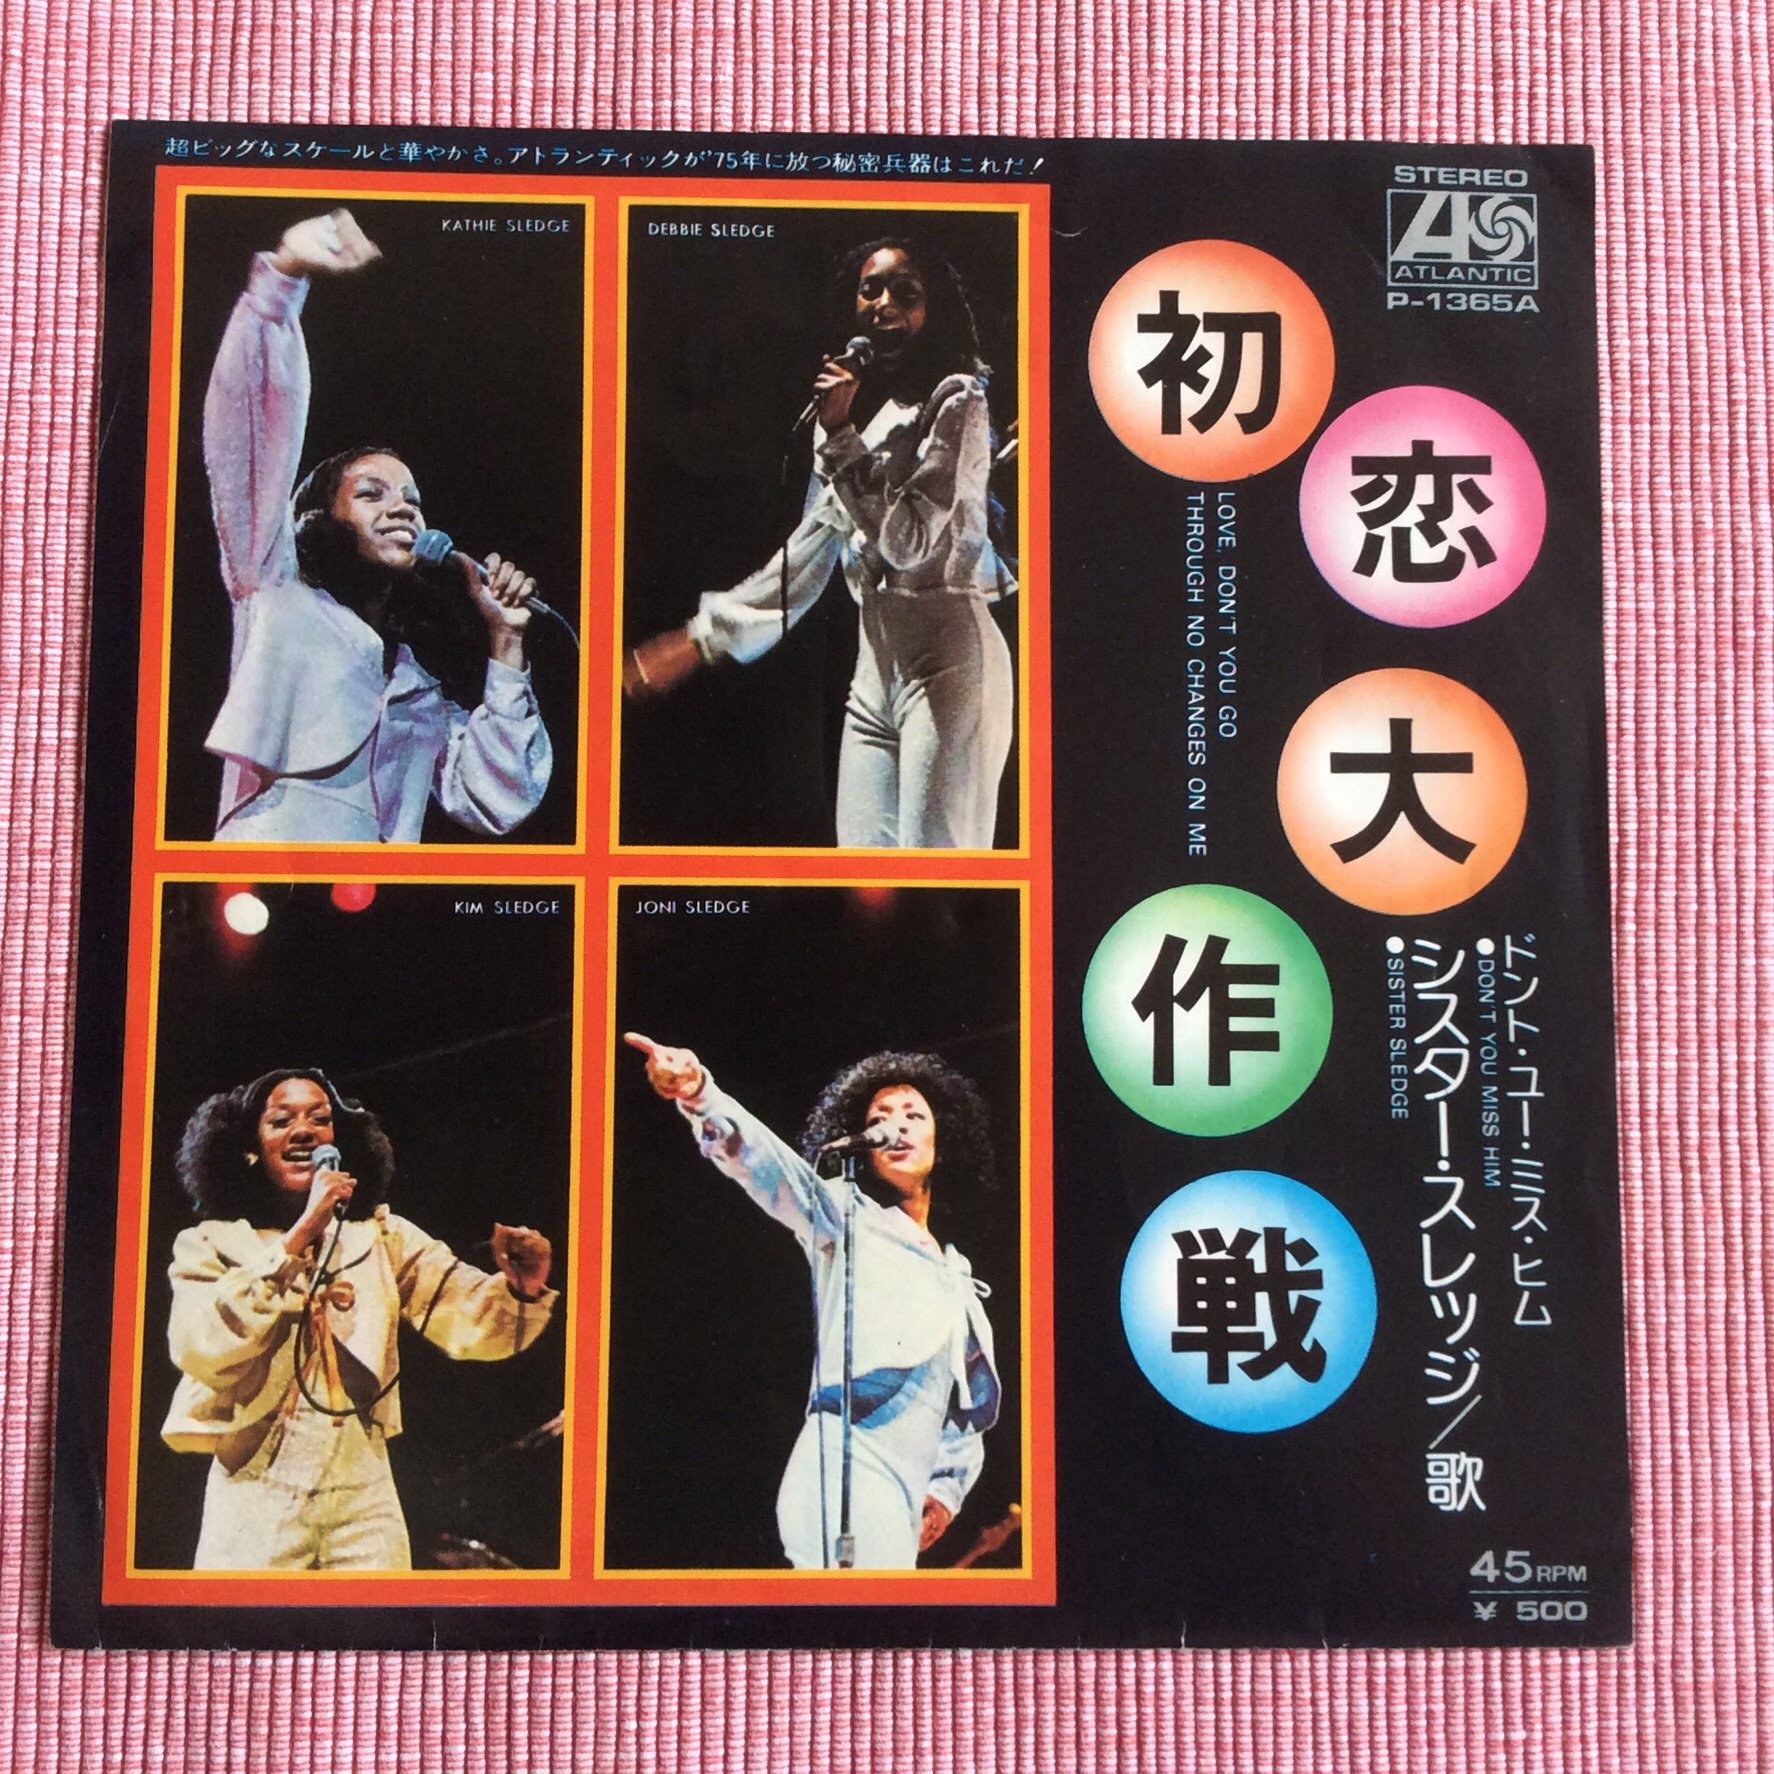 超ビッグなスケールと華やかさ。アトランティックが'75年に放つ秘密兵器はこれだ!
KATHIE SLEDGE
DEBBIE SLEDGE
KIM SLEDGE
JONI SLEDGE
STEREO
ATLANTIC
P-1365A
初恋大作戦
LOVE, DON'T YOU GO
THROUGH NO CHANGES ON ME
ドント・ユー・ミス・ヒム
●DON'T YOU MISS HIM
シスター・スレッジ/歌
●SISTER SLEDGE
45RPM
¥ 500